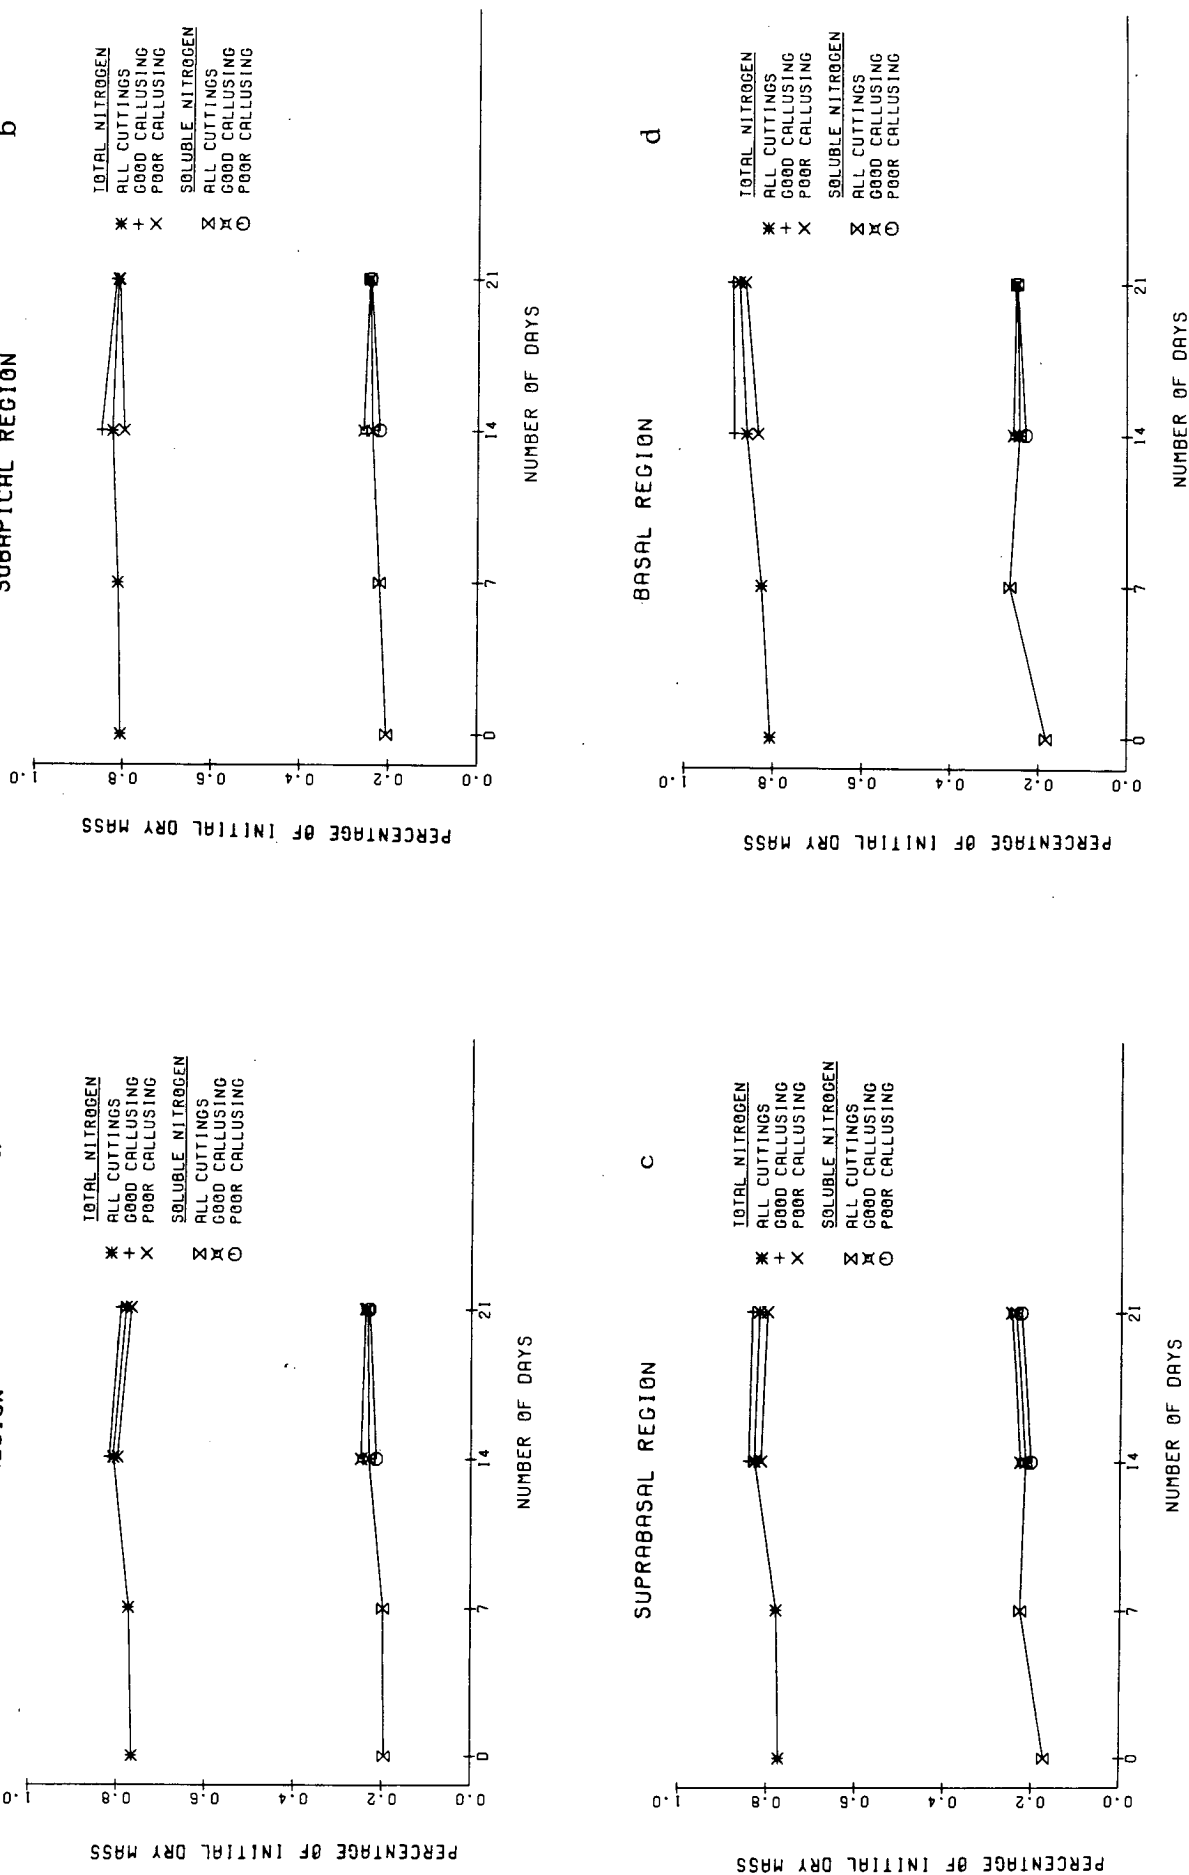 b
SUBAPICAL REGION
TOTAL NITROGEN
ALL CUTTINGS
GOOD CALLUSING
POOR CALLUSING
SOLUBLE NITROGEN
ALL CUTTINGS
GOOD CALLUSING
POOR CALLUSING
PERCENTAGE OF INITIAL DRY MASS
1.0
0.8
0.6
0.4
0.2
0.0
0
7
14
21
NUMBER OF DAYS
d
BASAL REGION
TOTAL NITROGEN
ALL CUTTINGS
GOOD CALLUSING
POOR CALLUSING
SOLUBLE NITROGEN
ALL CUTTINGS
GOOD CALLUSING
POOR CALLUSING
PERCENTAGE OF INITIAL DRY MASS
1.0
0.8
0.6
0.4
0.2
0.0
0
7
14
21
NUMBER OF DAYS
TOTAL NITROGEN
ALL CUTTINGS
GOOD CALLUSING
POOR CALLUSING
SOLUBLE NITROGEN
ALL CUTTINGS
GOOD CALLUSING
POOR CALLUSING
PERCENTAGE OF INITIAL DRY MASS
1.0
0.8
0.6
0.4
0.2
0.0
0
7
14
21
NUMBER OF DAYS
c
SUPRABASAL REGION
TOTAL NITROGEN
ALL CUTTINGS
GOOD CALLUSING
POOR CALLUSING
SOLUBLE NITROGEN
ALL CUTTINGS
GOOD CALLUSING
POOR CALLUSING
PERCENTAGE OF INITIAL DRY MASS
1.0
0.8
0.6
0.4
0.2
0.0
0
7
14
21
NUMBER OF DAYS